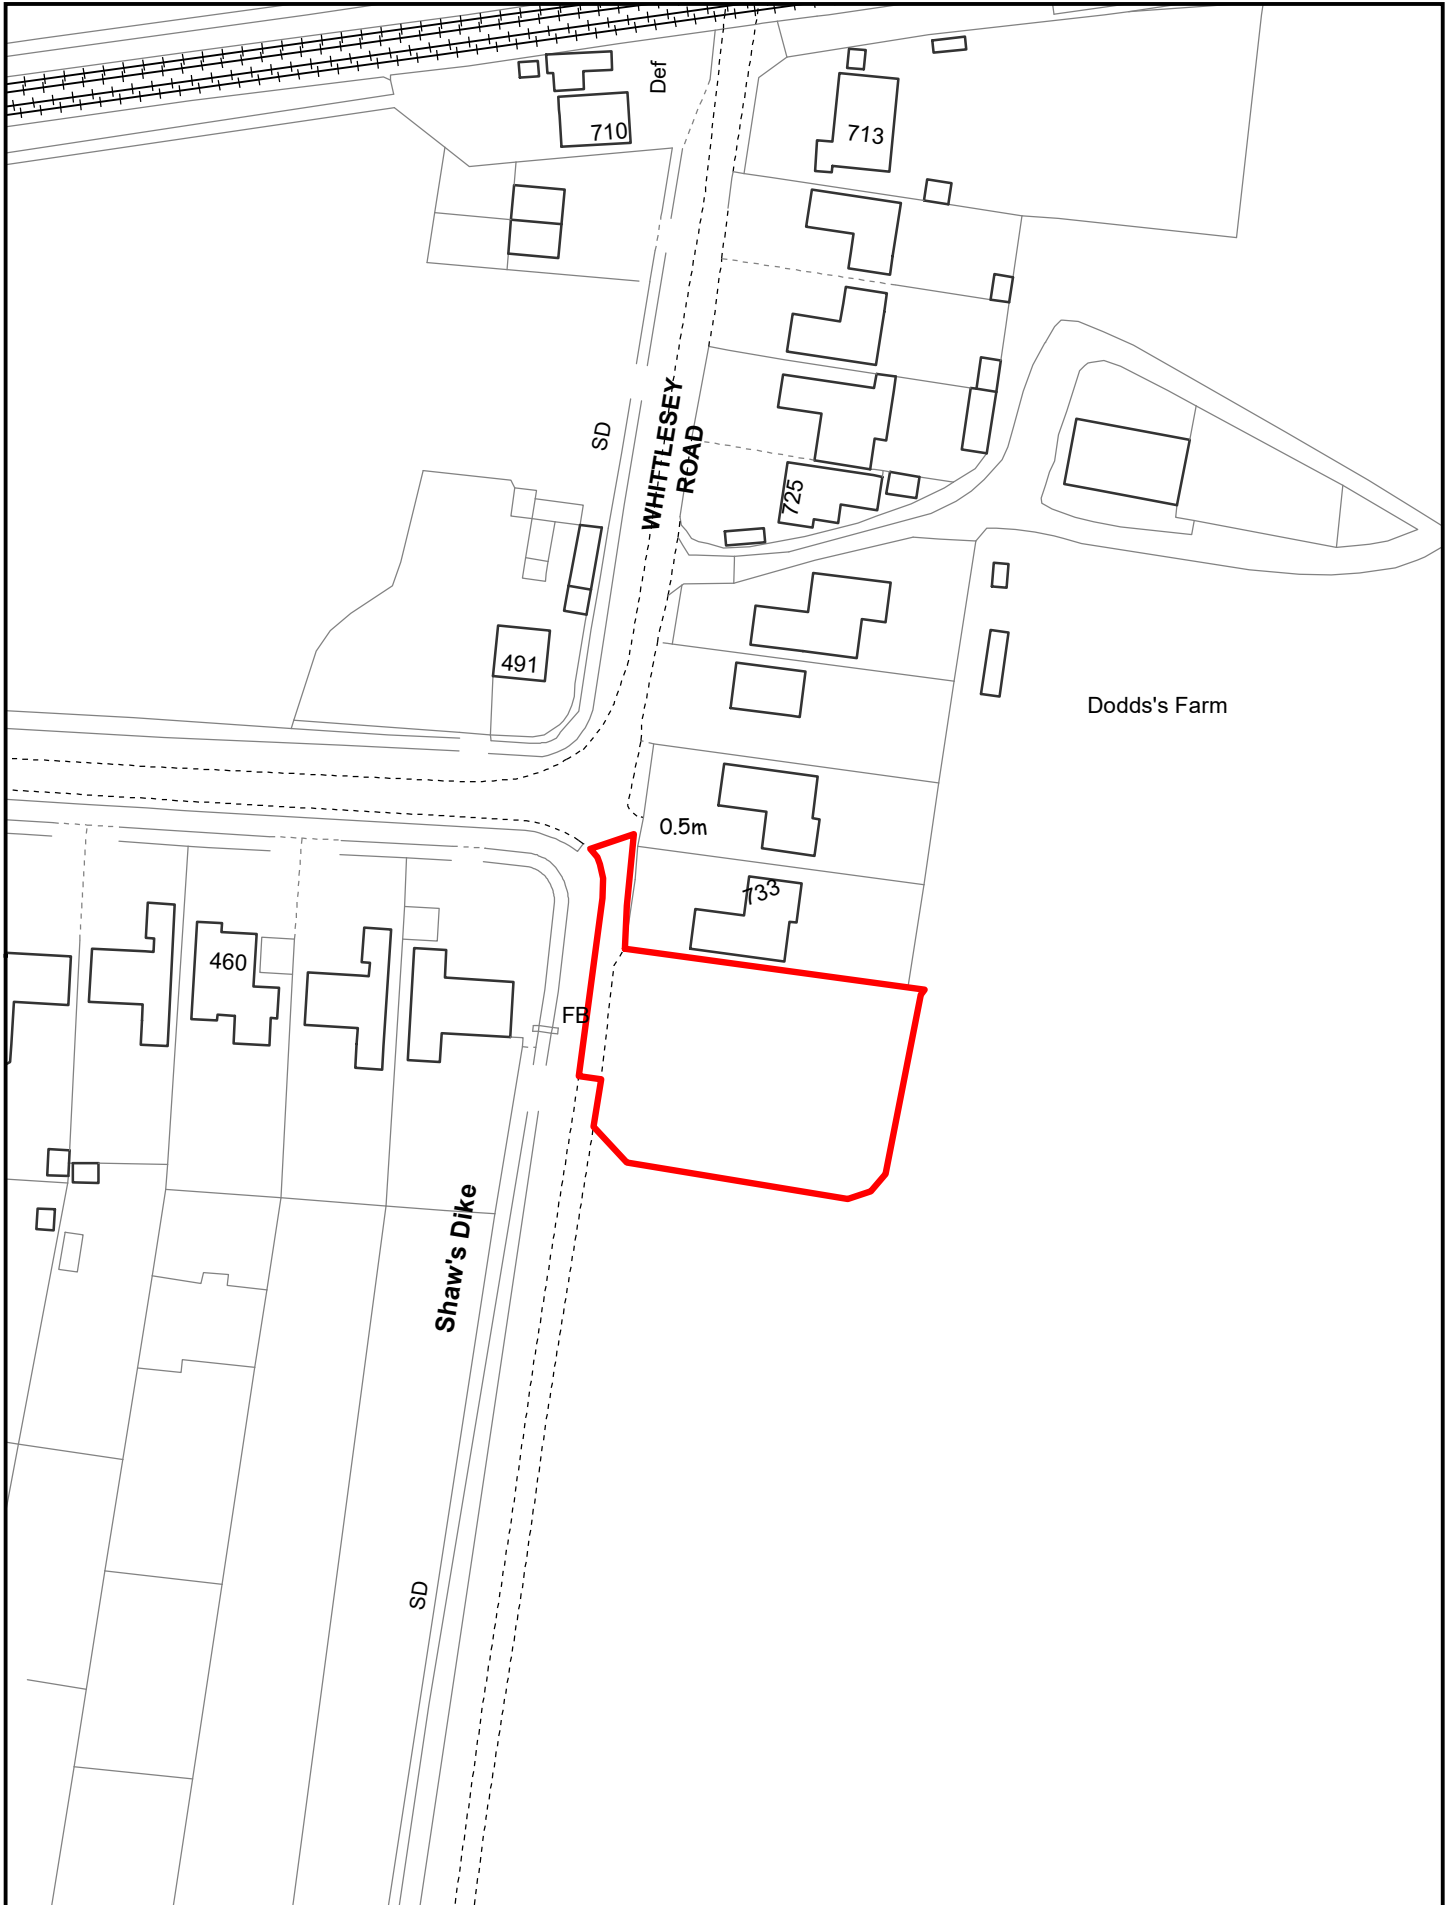 Def
710
713
WHITTLESEY
ROAD
SD
725
491
Dodds's Farm
0.5m
733
460
FB
Shaw's Dike
SD